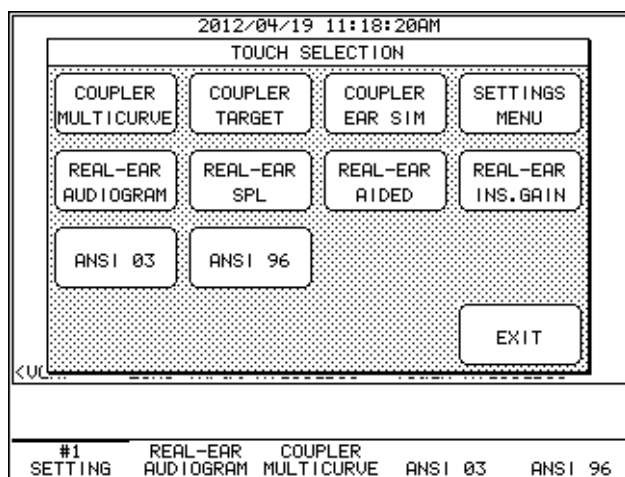 2012/04/19 11:18:20AM
TOUCH SELECTION
COUPLER MULTICURVE
COUPLER TARGET
COUPLER EAR SIM
SETTINGS MENU
REAL-EAR AUDIOGRAM
REAL-EAR SPL
REAL-EAR AIDED
REAL-EAR INS.GAIN
ANSI 03
ANSI 96
EXIT
#1 SETTING
REAL-EAR AUDIOGRAM
COUPLER MULTICURVE
ANSI 03
ANSI 96